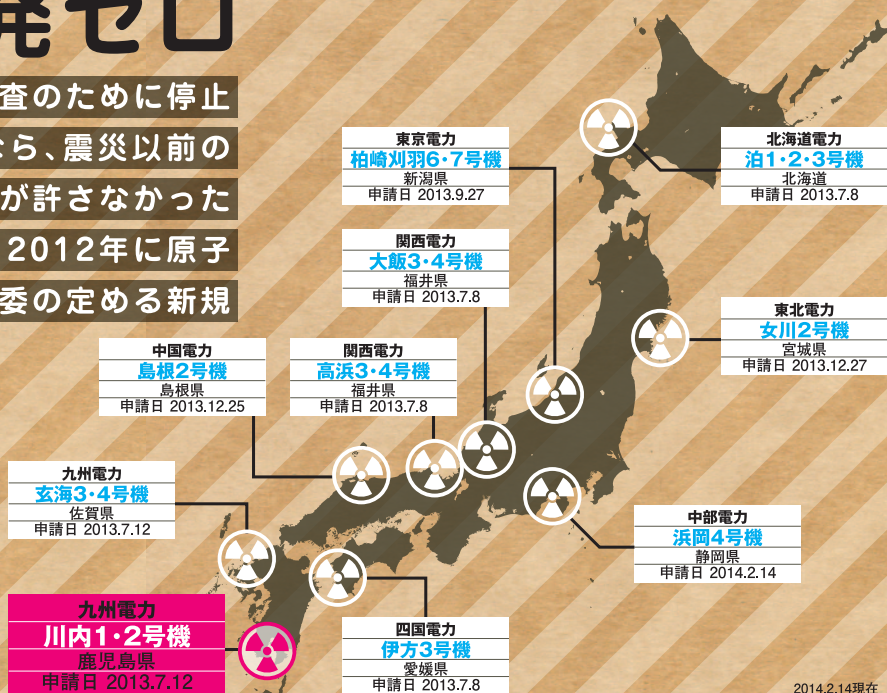 発ゼロ
査のために停止
ら、震災以前の
が許さなかった
2012年に原子
委の定める新規
東京電力
柏崎刈羽6・7号機
新潟県
申請日 2013.9.27
北海道電力
泊1・2・3号機
北海道
申請日 2013.7.8
関西電力
大飯3・4号機
福井県
申請日 2013.7.8
東北電力
女川2号機
宮城県
申請日 2013.12.27
中国電力
島根2号機
島根県
申請日 2013.12.25
関西電力
高浜3・4号機
福井県
申請日 2013.7.8
九州電力
玄海3・4号機
佐賀県
申請日 2013.7.12
中部電力
浜岡4号機
静岡県
申請日 2014.2.14
九州電力
川内1・2号機
鹿児島県
申請日 2013.7.12
四国電力
伊方3号機
愛媛県
申請日 2013.7.8
2014.2.14現在